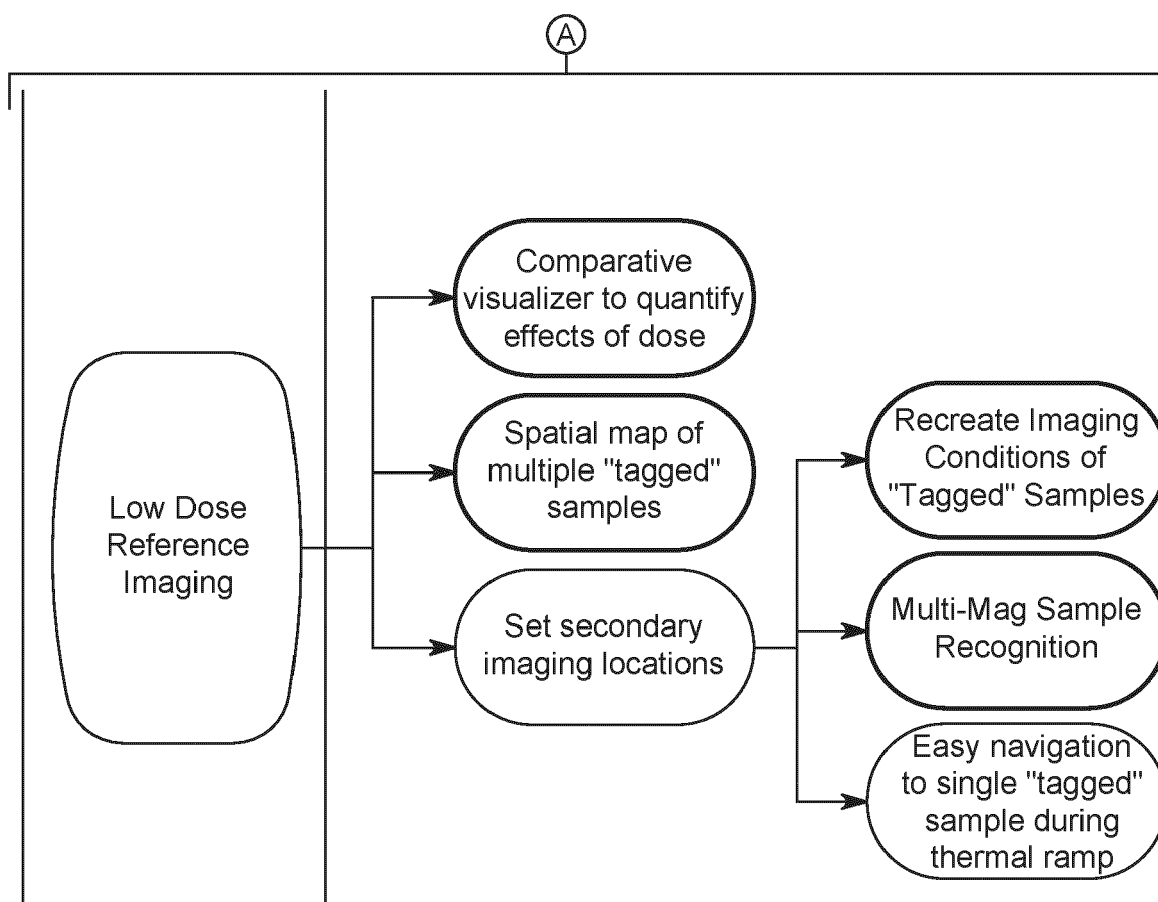 A
Low Dose
Reference
Imaging
Comparative
visualizer to quantify
effects of dose
Spatial map of
multiple "tagged"
samples
Set secondary
imaging locations
Recreate Imaging
Conditions of
"Tagged" Samples
Multi-Mag Sample
Recognition
Easy navigation
to single "tagged"
sample during
thermal ramp